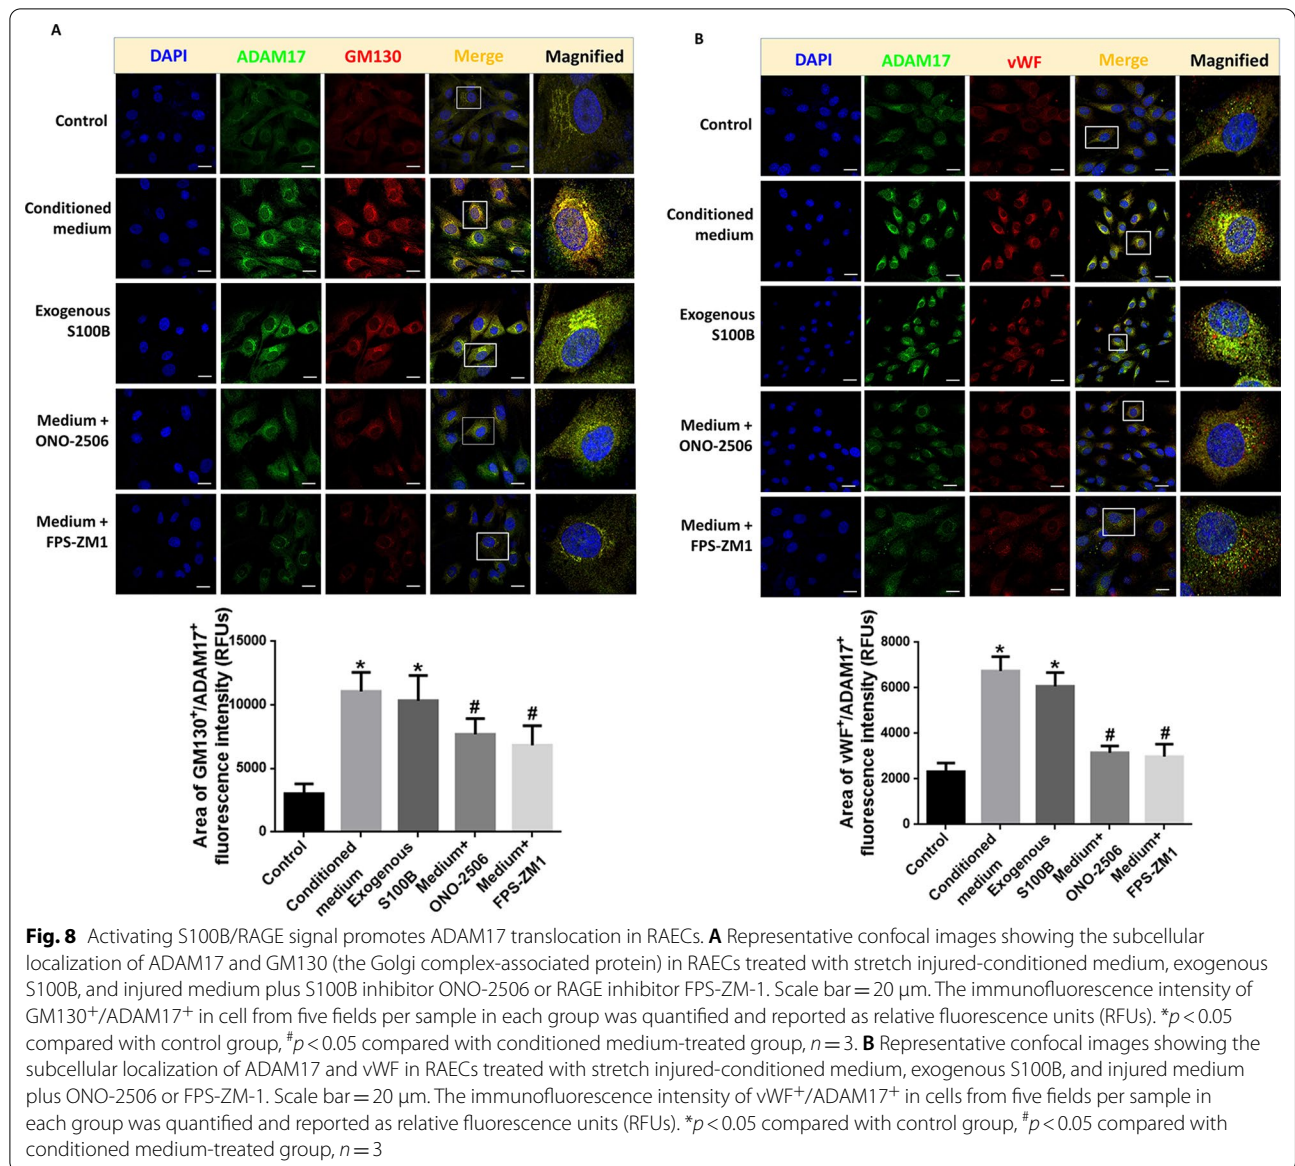 A
DAPI ADAM17 GM130 Merge Magnified
Control
Conditioned
medium
Exogenous
S100B
Medium +
ONO-2506
Medium +
FPS-ZM1
Area of GM130⁺/ADAM17⁺
fluorescence intensity (RFUs)
15000
10000
5000
0
* * # #
Control
Conditioned
medium
Exogenous
S100B
Medium+
ONO-2506
Medium+
FPS-ZM1
B
DAPI ADAM17 vWF Merge Magnified
Control
Conditioned
medium
Exogenous
S100B
Medium +
ONO-2506
Medium +
FPS-ZM1
Area of vWF⁺/ADAM17⁺
fluorescence intensity (RFUs)
8000
6000
4000
2000
0
* * # #
Control
Conditioned
medium
Exogenous
S100B
Medium+
ONO-2506
Medium+
FPS-ZM1
Fig. 8 Activating S100B/RAGE signal promotes ADAM17 translocation in RAECs. A Representative confocal images showing the subcellular
localization of ADAM17 and GM130 (the Golgi complex-associated protein) in RAECs treated with stretch injured-conditioned medium, exogenous
S100B, and injured medium plus S100B inhibitor ONO-2506 or RAGE inhibitor FPS-ZM-1. Scale bar = 20 μm. The immunofluorescence intensity of
GM130⁺/ADAM17⁺ in cell from five fields per sample in each group was quantified and reported as relative fluorescence units (RFUs). *p < 0.05
compared with control group, #p < 0.05 compared with conditioned medium-treated group, n = 3. B Representative confocal images showing the
subcellular localization of ADAM17 and vWF in RAECs treated with stretch injured-conditioned medium, exogenous S100B, and injured medium
plus ONO-2506 or FPS-ZM-1. Scale bar = 20 μm. The immunofluorescence intensity of vWF⁺/ADAM17⁺ in cells from five fields per sample in
each group was quantified and reported as relative fluorescence units (RFUs). *p < 0.05 compared with control group, #p < 0.05 compared with
conditioned medium-treated group, n = 3